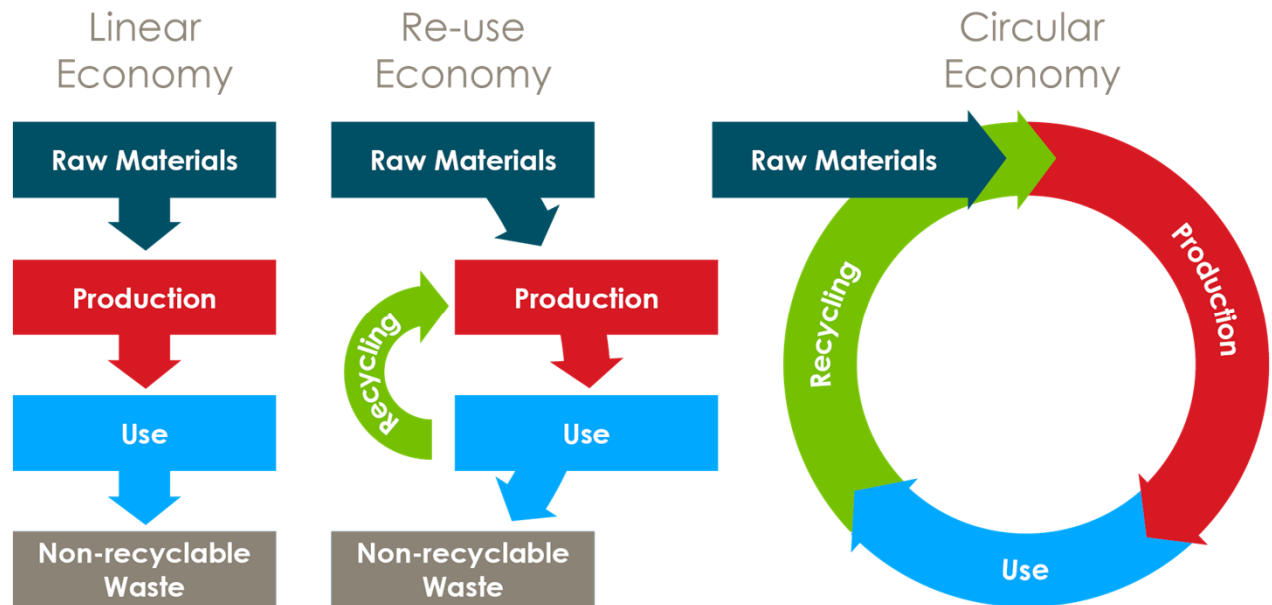 Linear
Economy
Raw Materials
Production
Use
Non-recyclable
Waste
Re-use
Economy
Raw Materials
Recycling
Production
Use
Non-recyclable
Waste
Circular
Economy
Raw Materials
Production
Use
Recycling